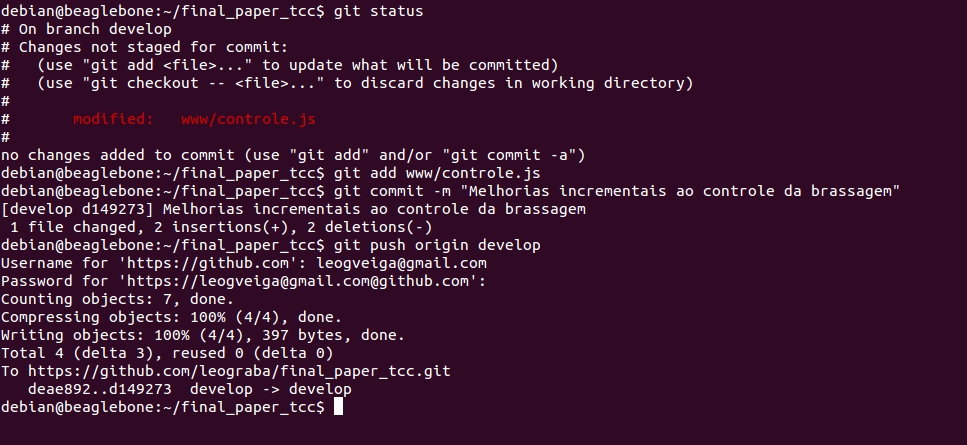 debian@beaglebone:~/final_paper_tcc$ git status
# On branch develop
# Changes not staged for commit:
#   (use "git add <file>..." to update what will be committed)
#   (use "git checkout -- <file>..." to discard changes in working directory)
#
#       modified:   www/controle.js
#
no changes added to commit (use "git add" and/or "git commit -a")
debian@beaglebone:~/final_paper_tcc$ git add www/controle.js
debian@beaglebone:~/final_paper_tcc$ git commit -m "Melhorias incrementais ao controle da brassagem"
[develop d149273] Melhorias incrementais ao controle da brassagem
 1 file changed, 2 insertions(+), 2 deletions(-)
debian@beaglebone:~/final_paper_tcc$ git push origin develop
Username for 'https://github.com': leogveiga@gmail.com
Password for 'https://leogveiga@gmail.com@github.com':
Counting objects: 7, done.
Compressing objects: 100% (4/4), done.
Writing objects: 100% (4/4), 397 bytes, done.
Total 4 (delta 3), reused 0 (delta 0)
To https://github.com/leograba/final_paper_tcc.git
   deae892..d149273  develop -> develop
debian@beaglebone:~/final_paper_tcc$